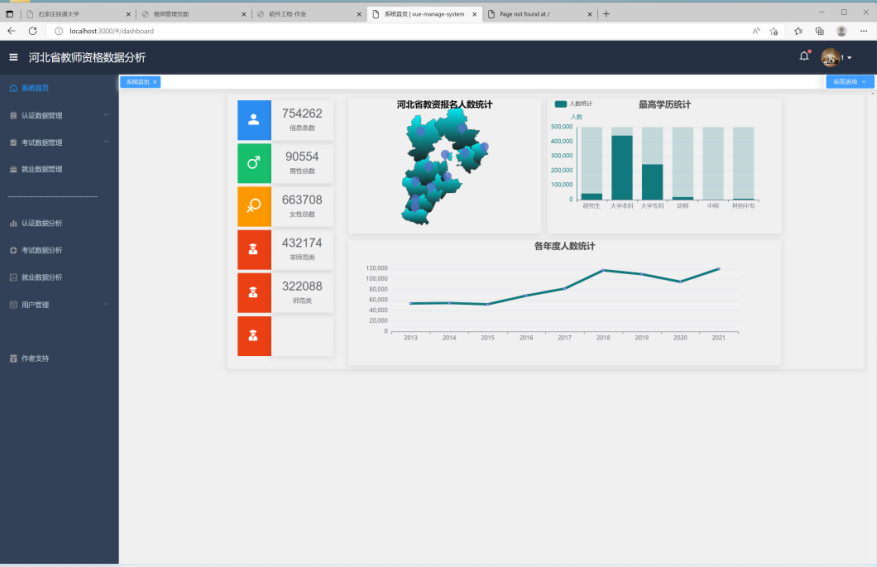 石家庄铁道大学
教师管理页面
软件工程-作业
系统首页 | vue-manage-system
Page not found at /
localhost:3000/#/dashboard
河北省教师资格数据分析
1
系统首页
标签选项
系统首页
认证数据管理
考试数据管理
就业数据管理
认证数据分析
考试数据分析
就业数据分析
用户管理
作者支持
754262
信息条数
90554
男性总数
663708
女性总数
432174
非师范类
322088
师范类
河北省教资报名人数统计
人数统计
最高学历统计
人数
500,000
400,000
300,000
200,000
100,000
0
研究生 大学本科 大学专科 幼师 中师 其他中专
各年度人数统计
120,000
100,000
80,000
60,000
40,000
20,000
0
2013 2014 2015 2016 2017 2018 2019 2020 2021